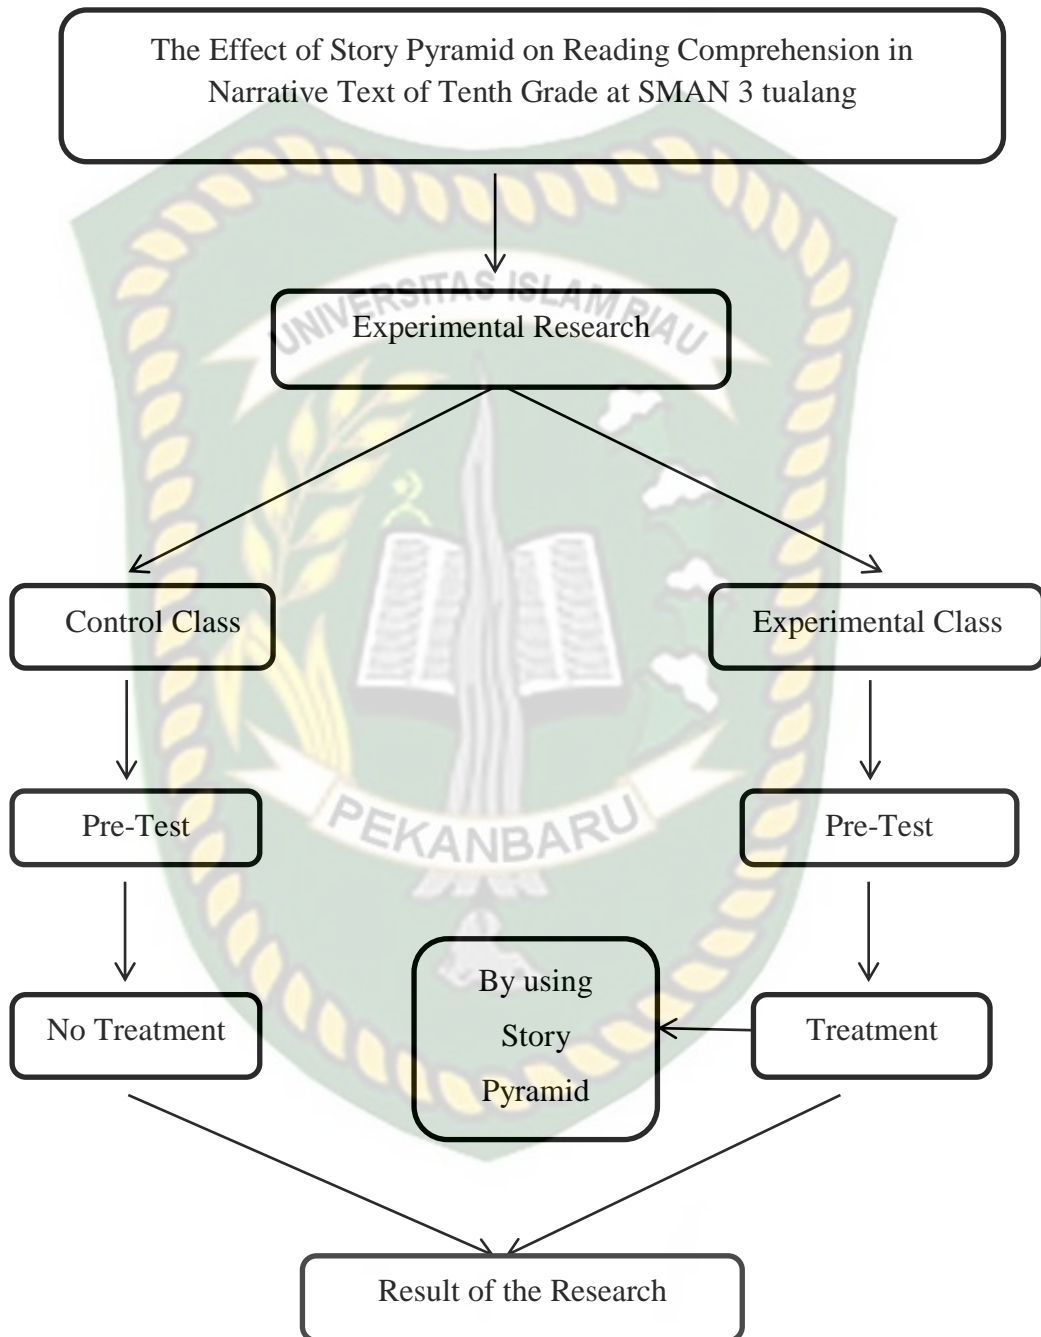 The Effect of Story Pyramid on Reading Comprehension in
Narrative Text of Tenth Grade at SMAN 3 tualang
UNIVERSITAS ISLAM RIAU
Experimental Research
Control Class
Experimental Class
Pre-Test
Pre-Test
PEKANBARU
No Treatment
By using
Story
Pyramid
Treatment
Result of the Research